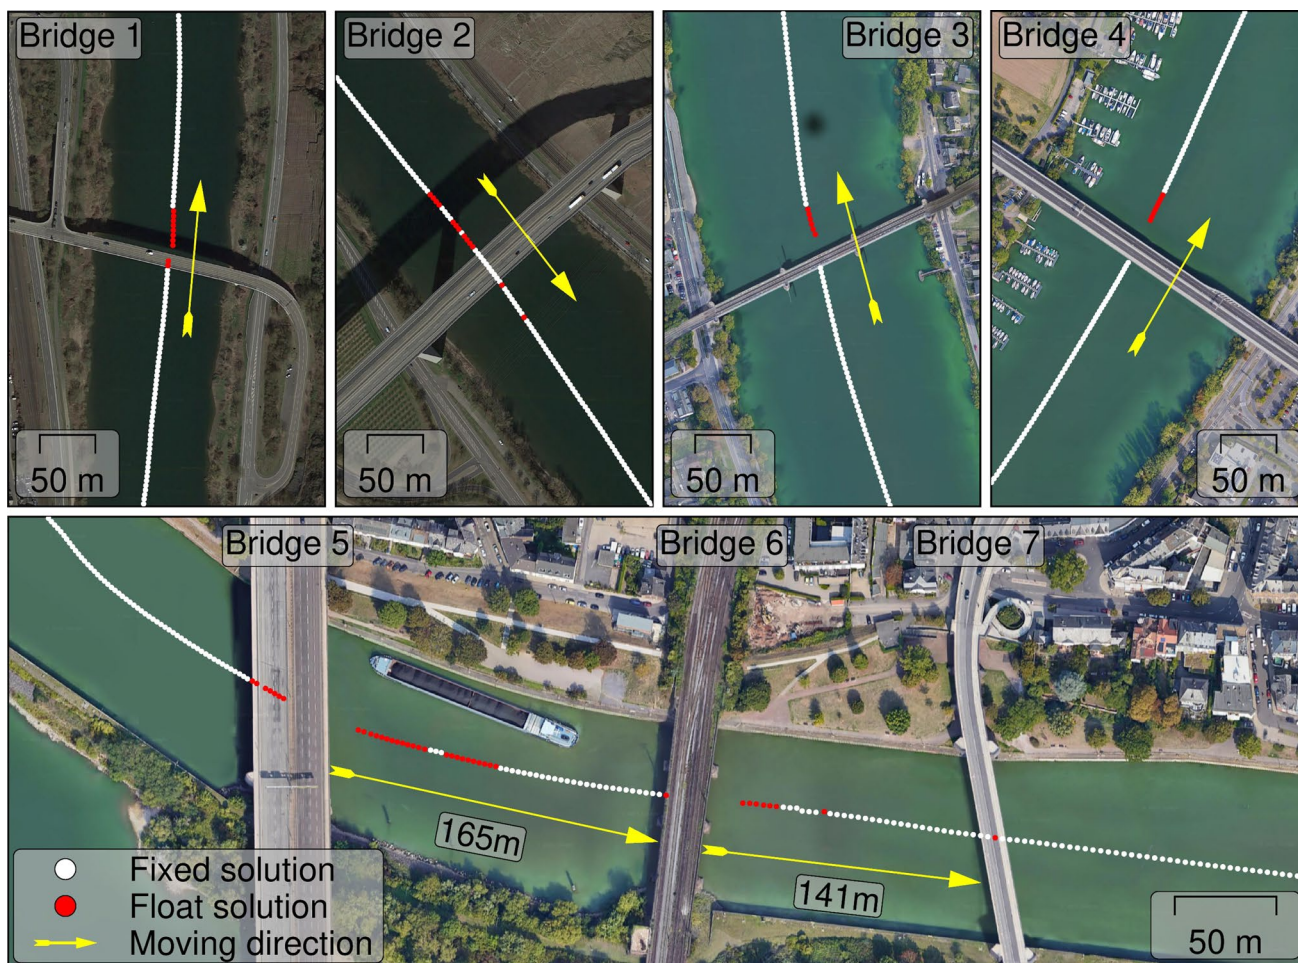 Bridge 1
Bridge 2
Bridge 3
Bridge 4
50 m
50 m
50 m
50 m
Bridge 5
Bridge 6
Bridge 7
165m
141m
Fixed solution
Float solution
Moving direction
50 m